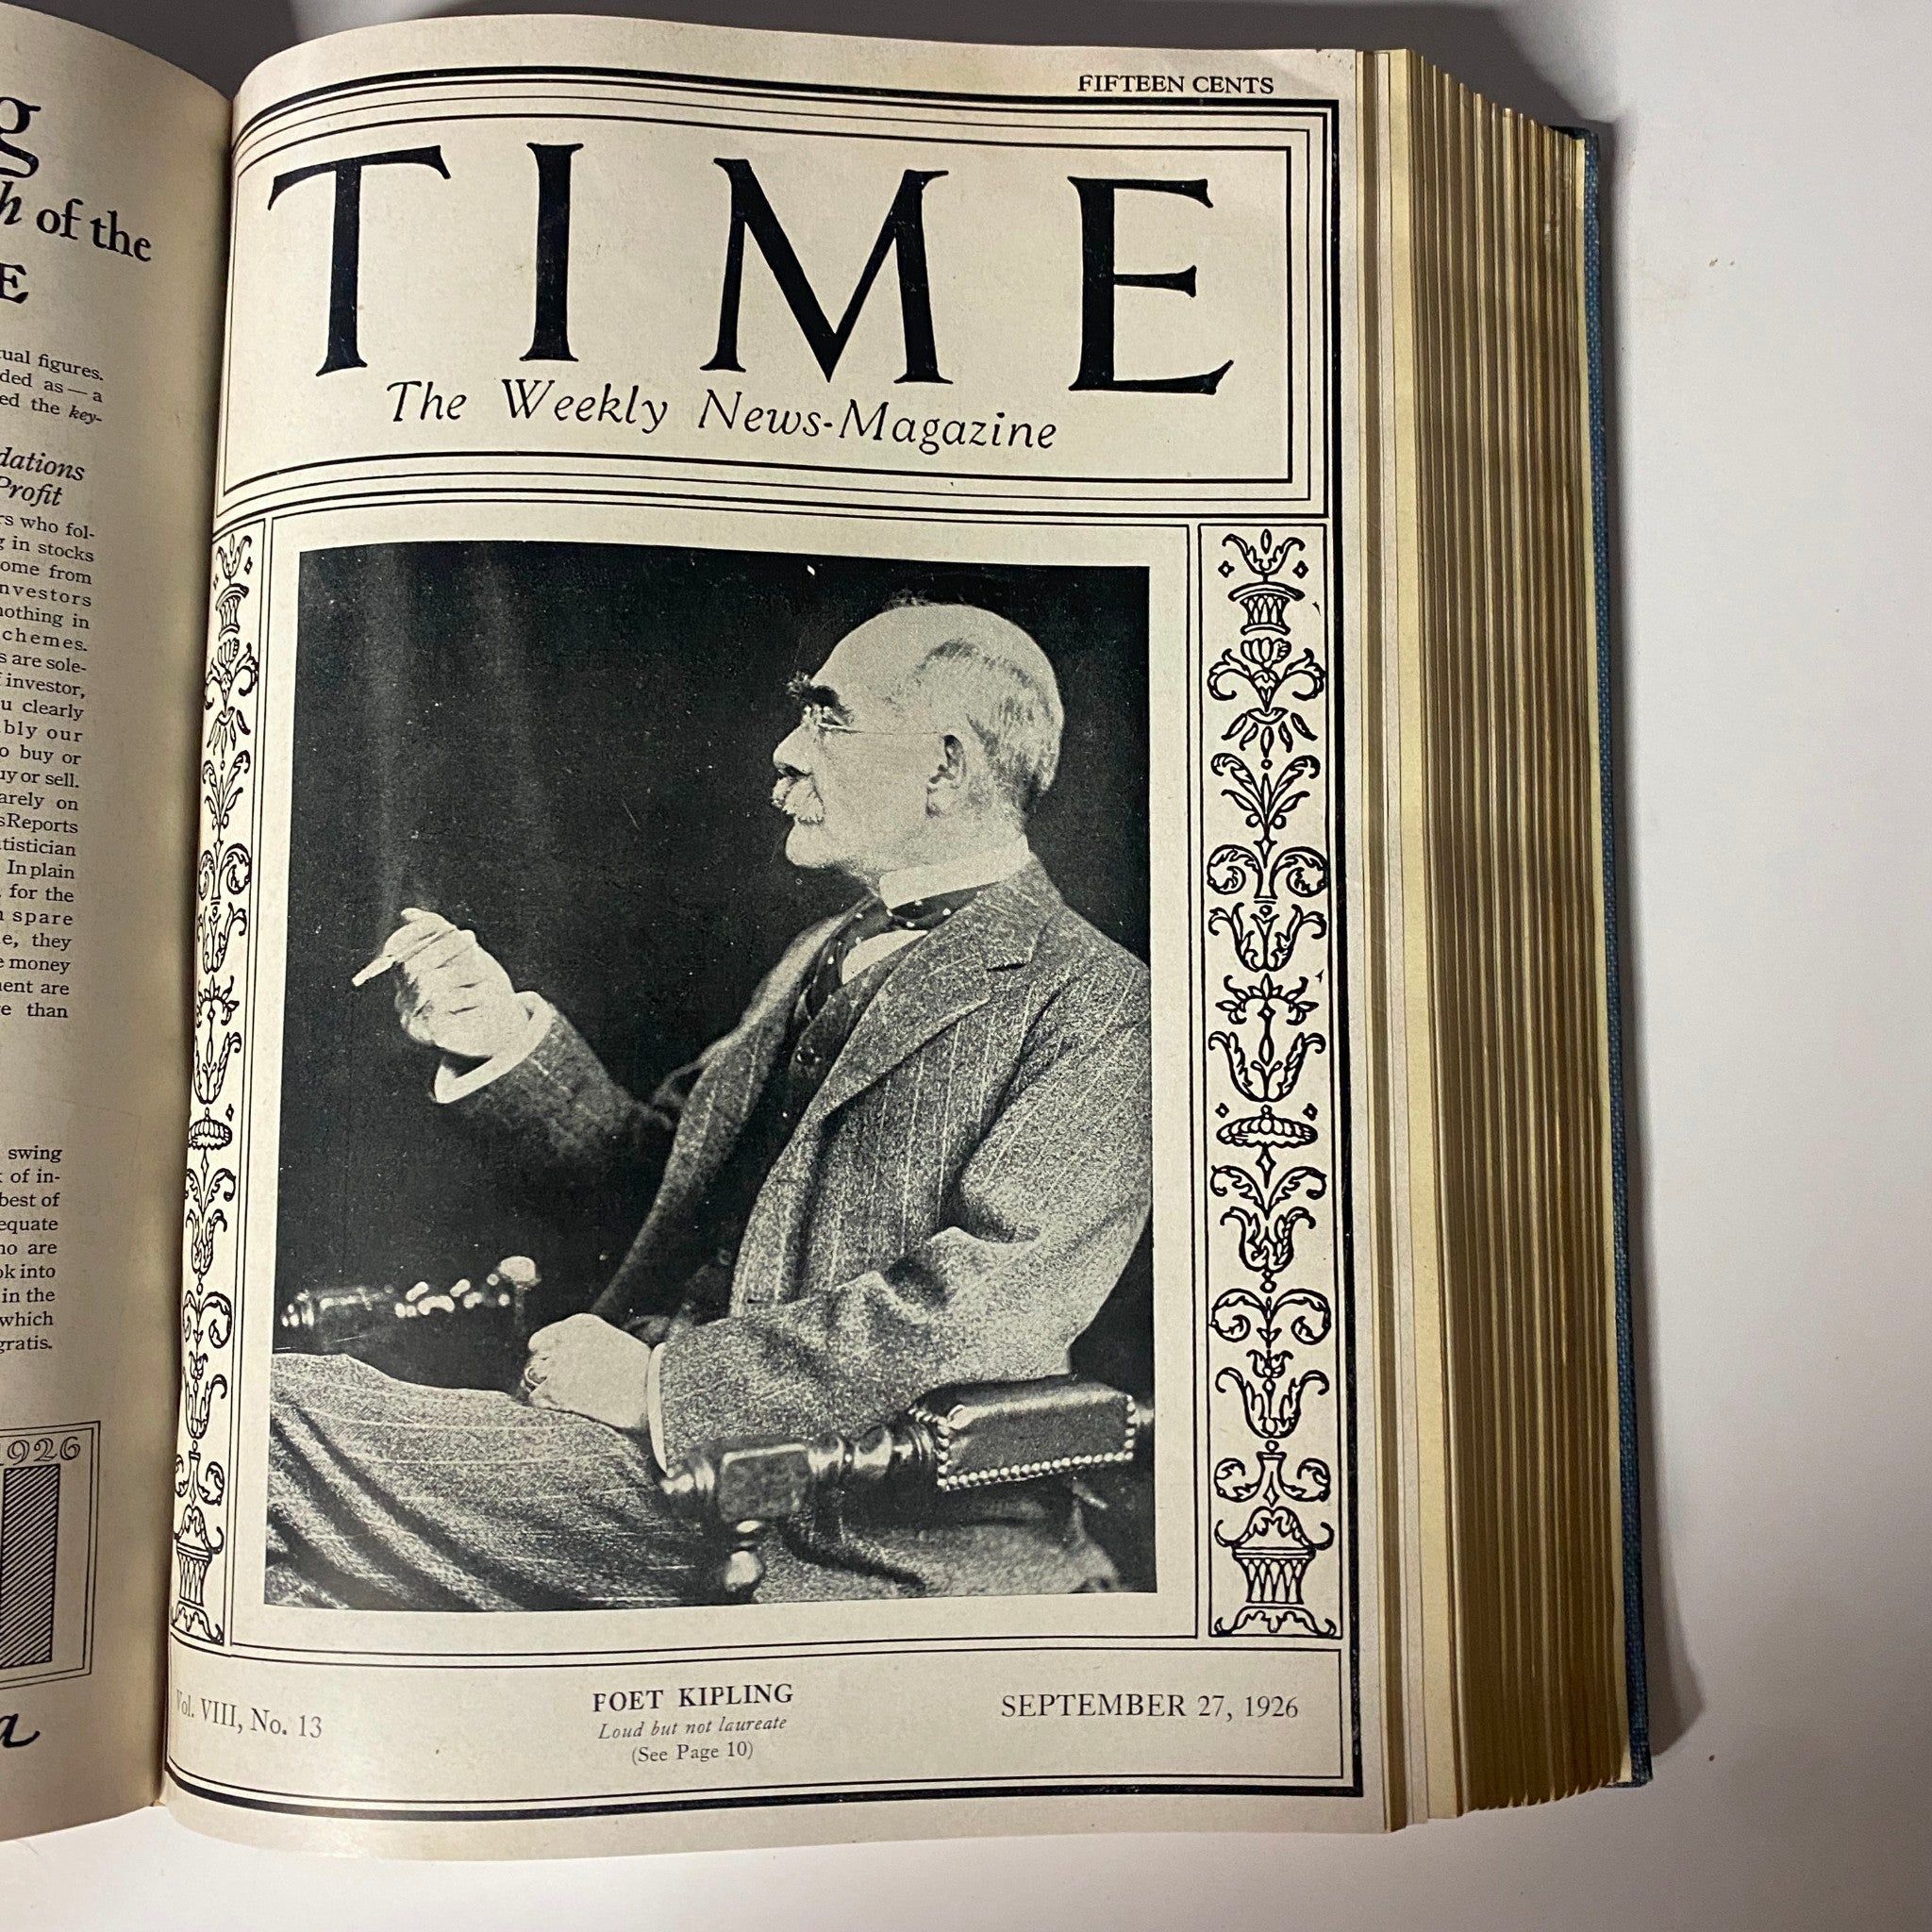 g
h of the
E
tual figures.
ded as—a
ed the key-
dations
Profit
rs who fol-
g in stocks
ome from
nvestors
nothing in
chemes.
s are sole-
f investor,
u clearly
bly our
o buy or
uy or sell.
arely on
sReports
tistician
In plain
for the
n spare
e, they
e money
ment are
e than
swing
k of in-
best of
equate
ho are
ok into
in the
which
gratis.
1926
a
FIFTEEN CENTS
TIME
The Weekly News-Magazine
Vol. VIII, No. 13
POET KIPLING
Loud but not laureate
(See Page 10)
SEPTEMBER 27, 1926